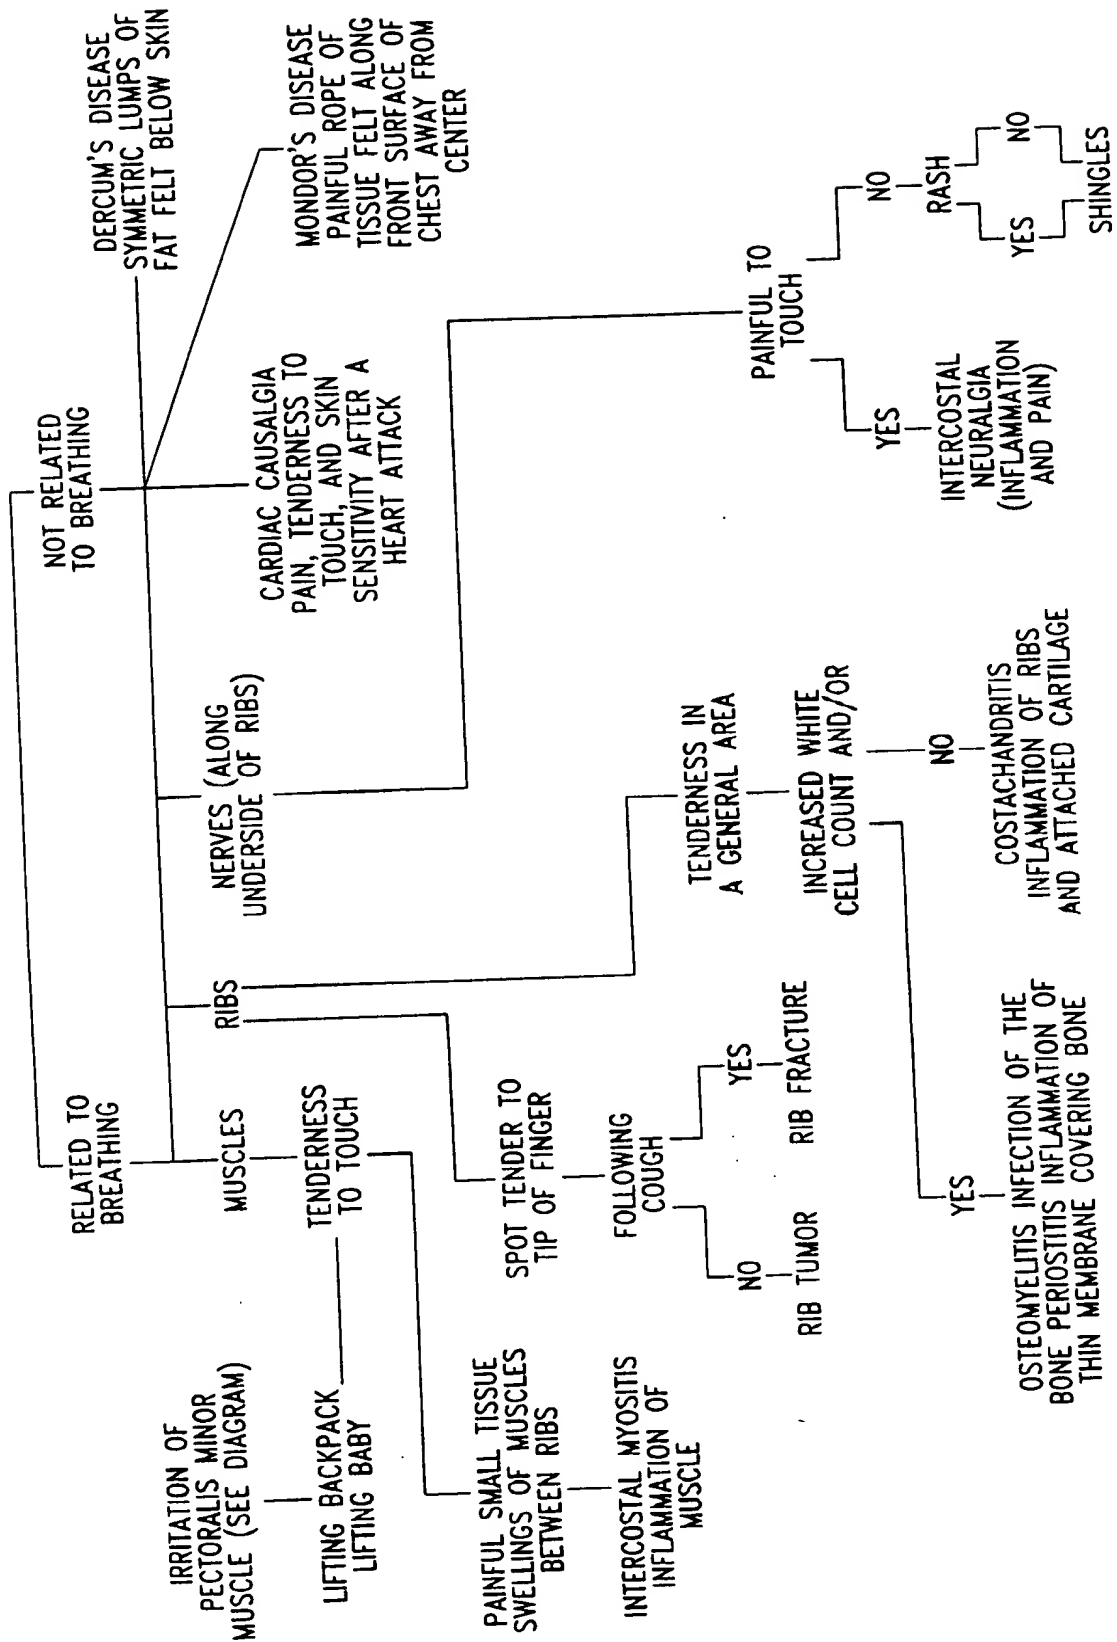 RELATED TO
BREATHING
NOT RELATED
TO BREATHING
DERCUM'S DISEASE
SYMMETRIC LUMPS OF
FAT FELT BELOW SKIN
MONDOR'S DISEASE
PAINFUL ROPE OF
TISSUE FELT ALONG
FRONT SURFACE OF
CHEST AWAY FROM
CENTER
CARDIAC CAUSALGIA
PAIN, TENDERNESS TO
TOUCH, AND SKIN
SENSITIVITY AFTER A
HEART ATTACK
NERVES (ALONG
UNDERSIDE OF RIBS)
RIBS
MUSCLES
TENDERNESS
TO TOUCH
IRRITATION OF
PECTORALIS MINOR
MUSCLE (SEE DIAGRAM)
LIFTING BACKPACK
LIFTING BABY
PAINFUL SMALL TISSUE
SWELLINGS OF MUSCLES
BETWEEN RIBS
INTERCOSTAL MYOSITIS
INFLAMMATION OF
MUSCLE
SPOT TENDER TO
TIP OF FINGER
FOLLOWING
COUGH
NO
YES
RIB TUMOR
RIB FRACTURE
TENDERNESS IN
A GENERAL AREA
INCREASED WHITE
CELL COUNT AND/OR
YES
NO
OSTEOMYELITIS INFECTION OF THE
BONE PERIOSTITIS INFLAMMATION OF
THIN MEMBRANE COVERING BONE
COSTACHANDRITIS
INFLAMMATION OF RIBS
AND ATTACHED CARTILAGE
PAINFUL TO
TOUCH
YES
NO
INTERCOSTAL
NEURALGIA
(INFLAMMATION
AND PAIN)
RASH
YES
NO
SHINGLES